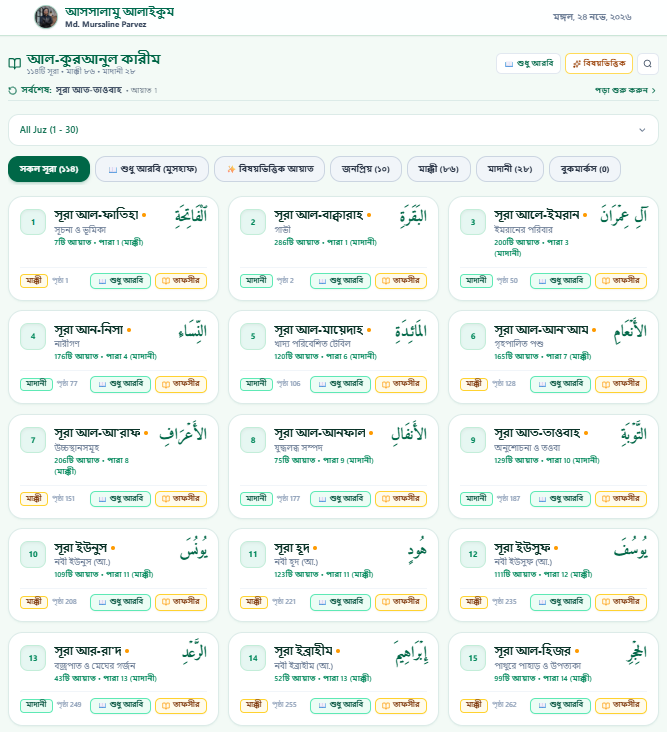 আসসালামু আলাইকুম
Md. Mursaline Parvez
মঙ্গল, ২৪ নভে, ২০২৬
আল-কুরআনুল কারীম
১১৪টি সূরা • মাক্কী ৮৬ • মাদানী ২৮
শুধু আরবি
বিষয়ভিত্তিক
সর্বশেষ: সূরা আত-তাওবাহ • আয়াত 1
পড়া শুরু করুন
All Juz (1 - 30)
সকল সূরা (১১৪)
শুধু আরবি (মুসহাফ)
বিষয়ভিত্তিক আয়াত
জনপ্রিয় (১০)
মাক্কী (৮৬)
মাদানী (২৮)
বুকমার্কস (0)
1
সূরা আল-ফাতিহা
ٱلْفَاتِحَةِ
সূচনা ও ভূমিকা
7টি আয়াত • পারা 1 (মাক্কী)
মাক্কী পৃষ্ঠা 1 শুধু আরবি তাফসীর
2
সূরা আল-বাক্বারাহ
البَقَرَةِ
গাভী
286টি আয়াত • পারা 1 (মাদানী)
মাদানী পৃষ্ঠা 2 শুধু আরবি তাফসীর
3
সূরা আলে-ইমরান
آلِ عِمۡرَانَ
ইমরানের পরিবার
200টি আয়াত • পারা 3
(মাদানী)
মাদানী পৃষ্ঠা 50 শুধু আরবি তাফসীর
4
সূরা আন-নিসা
النِّسَاءِ
নারীগণ
176টি আয়াত • পারা 4 (মাদানী)
মাদানী পৃষ্ঠা 77 শুধু আরবি তাফসীর
5
সূরা আল-মায়েদাহ
المَائـِدَةِ
খাদ্য পরিবেশিত টেবিল
120টি আয়াত • পারা 6 (মাদানী)
মাদানী পৃষ্ঠা 106 শুধু আরবি তাফসীর
6
সূরা আল-আন'আম
الأَنۡعَامِ
গৃহপালিত পশু
165টি আয়াত • পারা 7 (মাক্কী)
মাক্কী পৃষ্ঠা 128 শুধু আরবি তাফসীর
7
সূরা আল-আ'রাফ
الأَعۡرَافِ
উচ্চস্থানসমূহ
206টি আয়াত • পারা 8
(মাক্কী)
মাক্কী পৃষ্ঠা 151 শুধু আরবি তাফসীর
8
সূরা আল-আনফাল
الأَنفَالِ
যুদ্ধলব্ধ সম্পদ
75টি আয়াত • পারা 9 (মাদানী)
মাদানী পৃষ্ঠা 177 শুধু আরবি তাফসীর
9
সূরা আত-তাওবাহ
التَّوۡبَةِ
অনুশোচনা ও তওবা
129টি আয়াত • পারা 10 (মাদানী)
মাদানী পৃষ্ঠা 187 শুধু আরবি তাফসীর
10
সূরা ইউনুস
يُونُسَ
নবী ইউনুস (আ.)
109টি আয়াত • পারা 11 (মাক্কী)
মাক্কী পৃষ্ঠা 208 শুধু আরবি তাফসীর
11
সূরা হূদ
هُودٍ
নবী হূদ (আ.)
123টি আয়াত • পারা 11 (মাক্কী)
মাক্কী পৃষ্ঠা 221 শুধু আরবি তাফসীর
12
সূরা ইউসুফ
يُوسُفَ
নবী ইউসুফ (আ.)
111টি আয়াত • পারা 12 (মাক্কী)
মাক্কী পৃষ্ঠা 235 শুধু আরবি তাফসীর
13
সূরা আর-রা'দ
الرَّعۡدِ
বজ্রপাত ও মেঘের গর্জন
43টি আয়াত • পারা 13 (মাদানী)
মাদানী পৃষ্ঠা 249 শুধু আরবি তাফসীর
14
সূরা ইব্রাহীম
إِبۡرَاهِيمَ
নবী ইব্রাহীম (আ.)
52টি আয়াত • পারা 13 (মাক্কী)
মাক্কী পৃষ্ঠা 255 শুধু আরবি তাফসীর
15
সূরা আল-হিজর
الحِجۡرِ
পাথুরে পাহাড় ও উপত্যকা
99টি আয়াত • পারা 14 (মাক্কী)
মাক্কী পৃষ্ঠা 262 শুধু আরবি তাফসীর